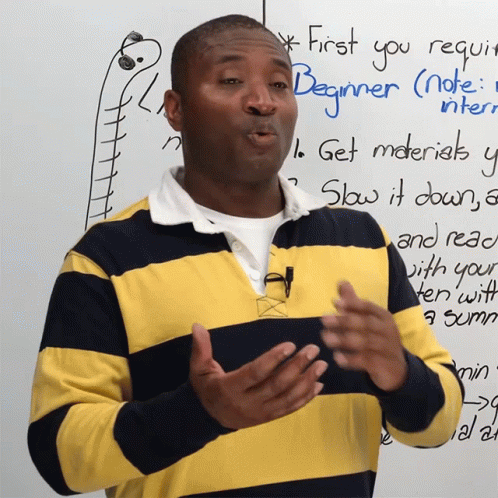 * First you requi
Beginner (Note:
inter
1. Get materials y
Slow it down, a
and read
with your
ten with
a summ
min